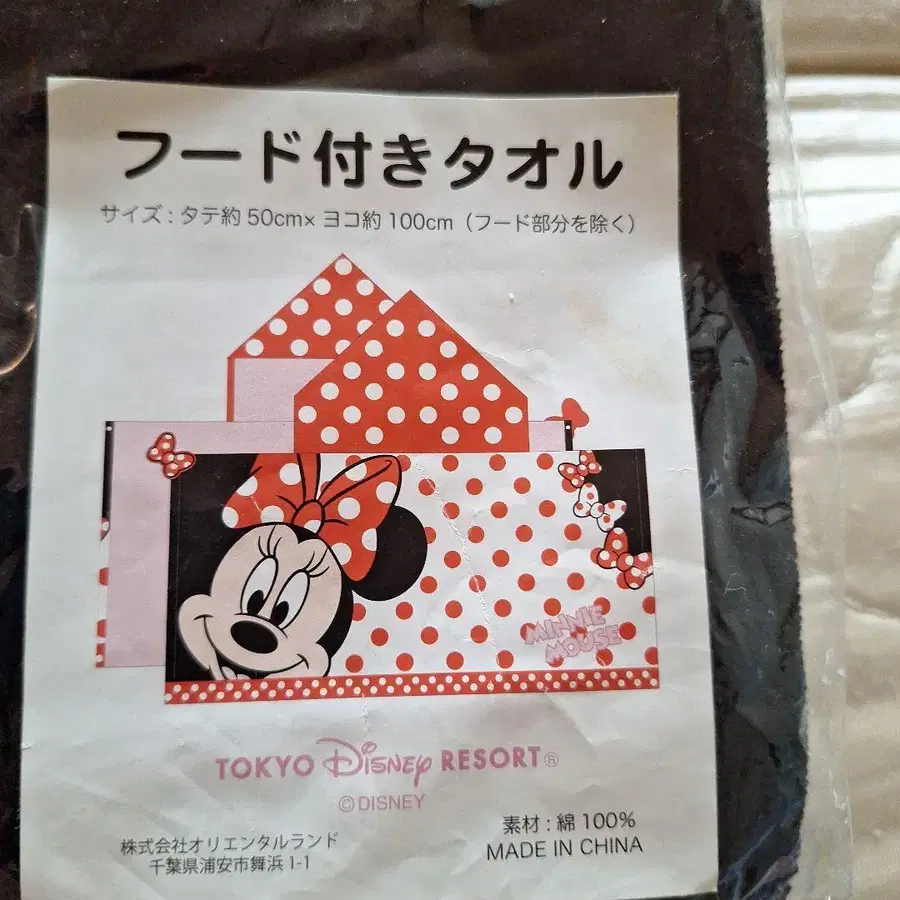 フード付きタオル
サイズ : タテ約 50cm× ヨコ約 100cm（フード部分を除く）
MINNIE
MOUSE
TOKYO Disney RESORT®
©DISNEY
株式会社オリエンタルランド
千葉県浦安市舞浜 1-1
素材 : 綿 100%
MADE IN CHINA